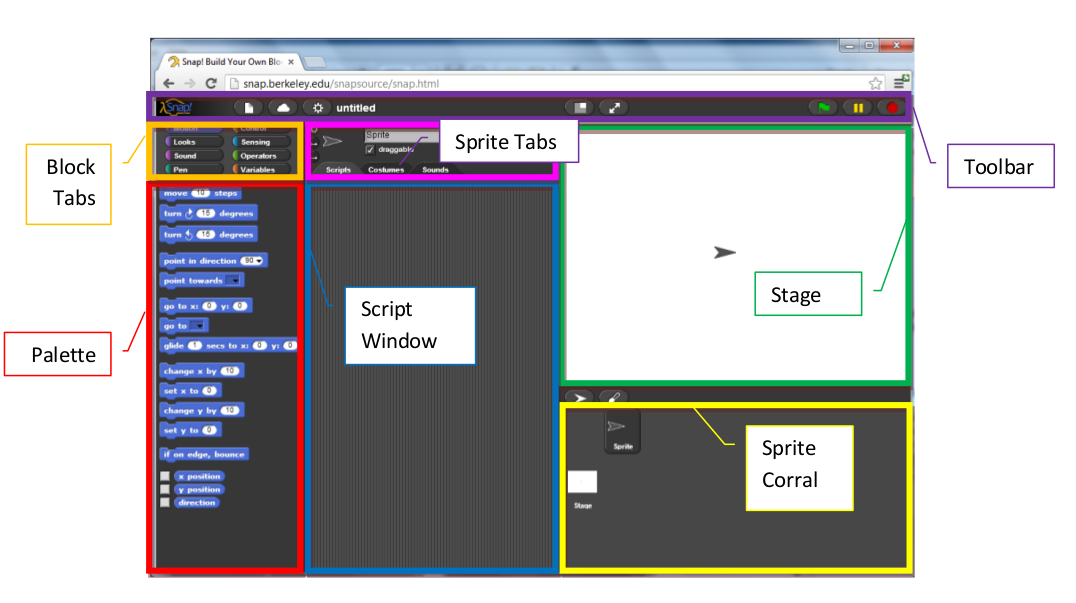 Snap! Build Your Own Blo
snap.berkeley.edu/snapsource/snap.html
Snap!
untitled
Toolbar
Block
Tabs
Motion
Control
Looks
Sensing
Sound
Operators
Pen
Variables
Sprite
draggable
Sprite Tabs
Scripts
Costumes
Sounds
move 10 steps
turn 15 degrees
turn 15 degrees
point in direction 90
point towards
go to x: 0 y: 0
go to
glide 1 secs to x: 0 y: 0
change x by 10
set x to 0
change y by 10
set y to 0
if on edge, bounce
x position
y position
direction
Palette
Script
Window
Stage
Sprite
Stage
Sprite
Corral